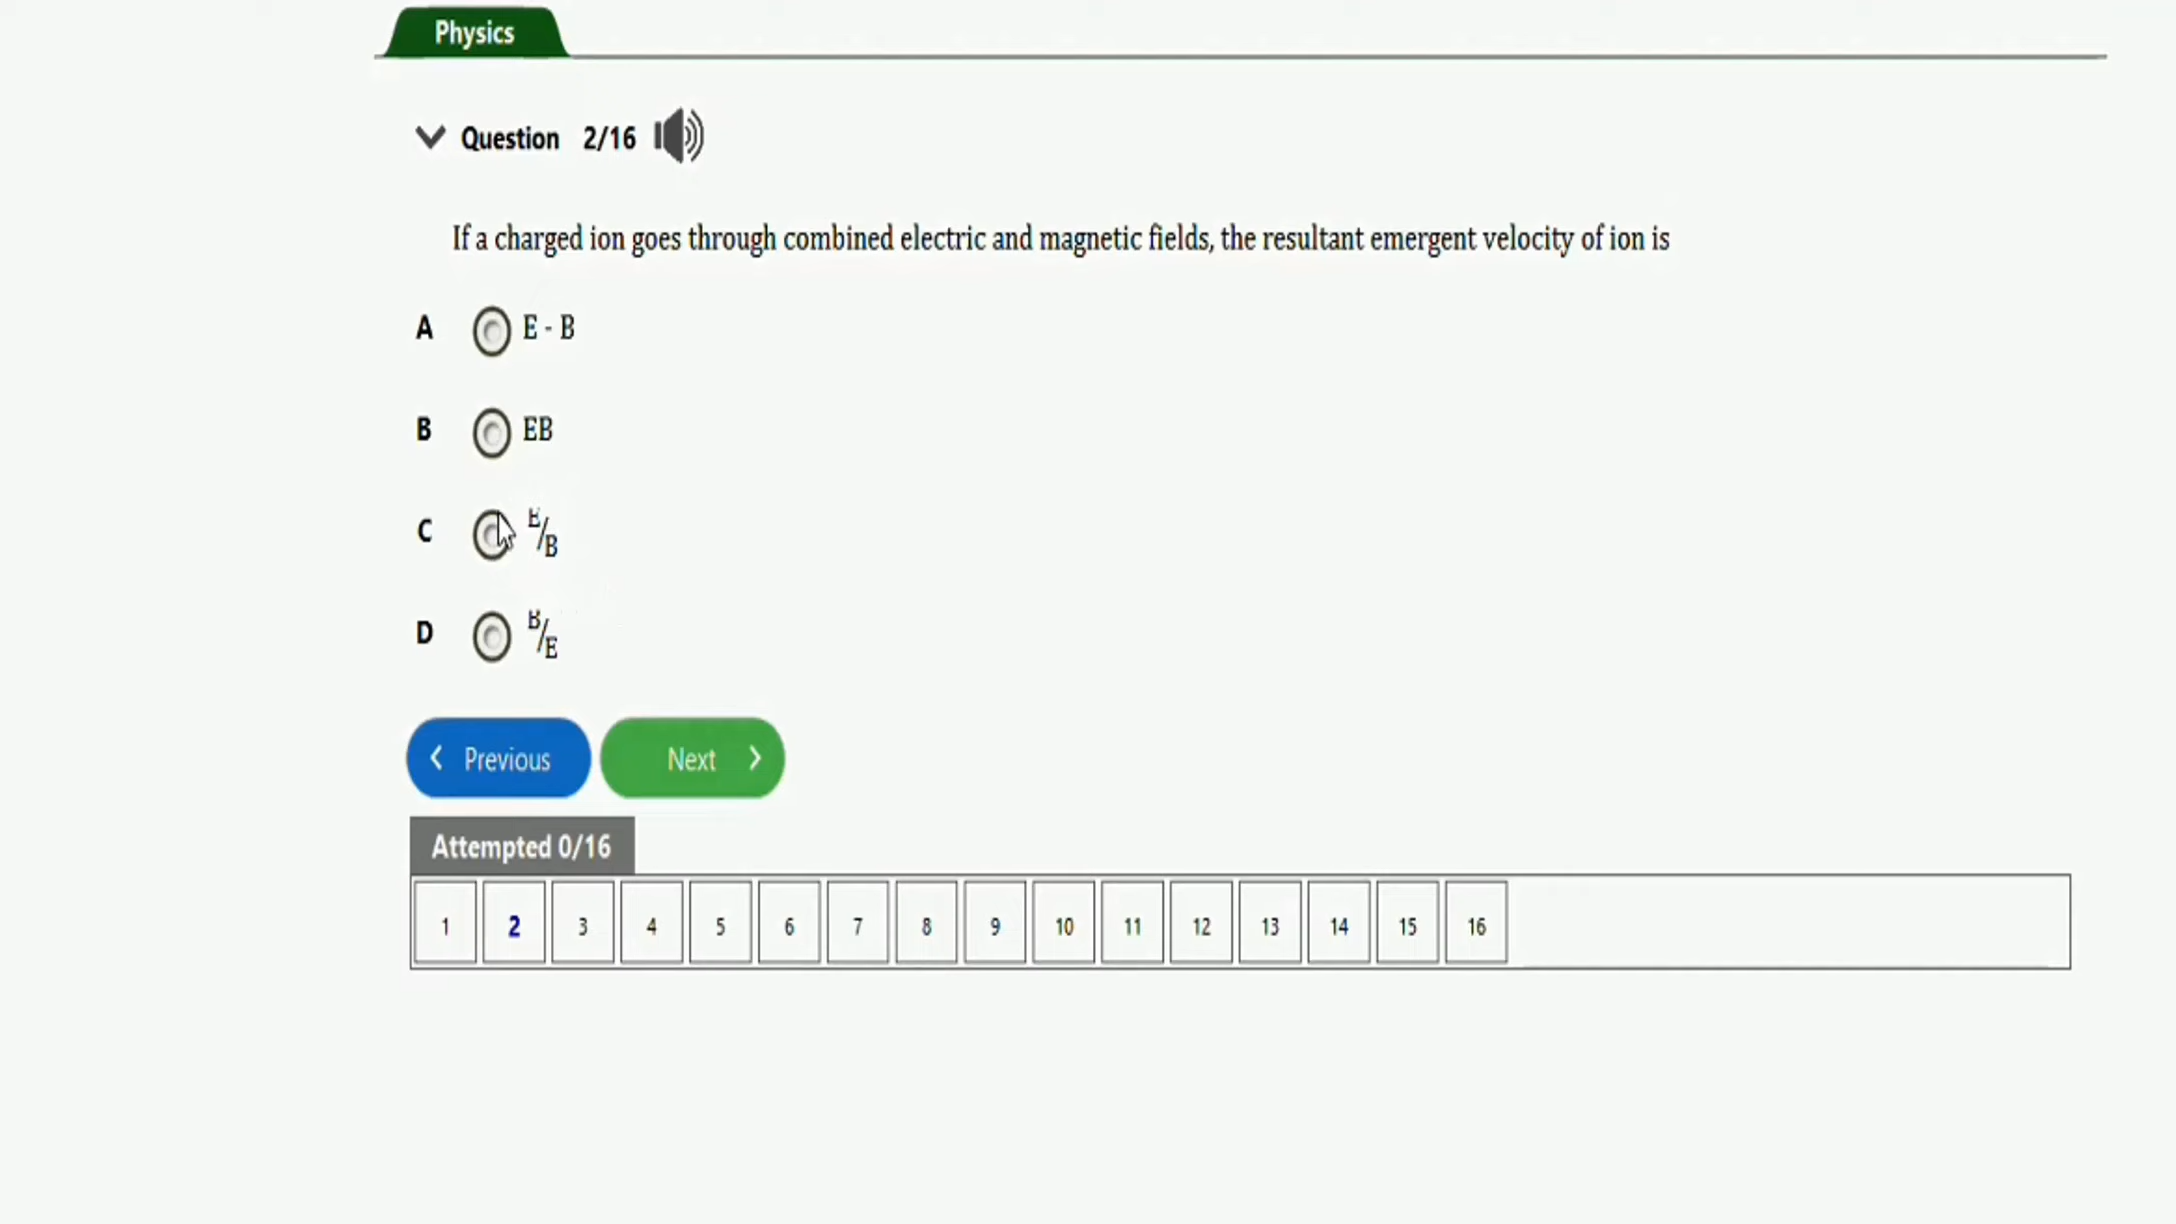 Physics
Question 2/16
If a charged ion goes through combined electric and magnetic fields, the resultant emergent velocity of ion is
A E - B
B EB
C E/B
D B/E
Previous Next
Attempted 0/16
1 2 3 4 5 6 7 8 9 10 11 12 13 14 15 16